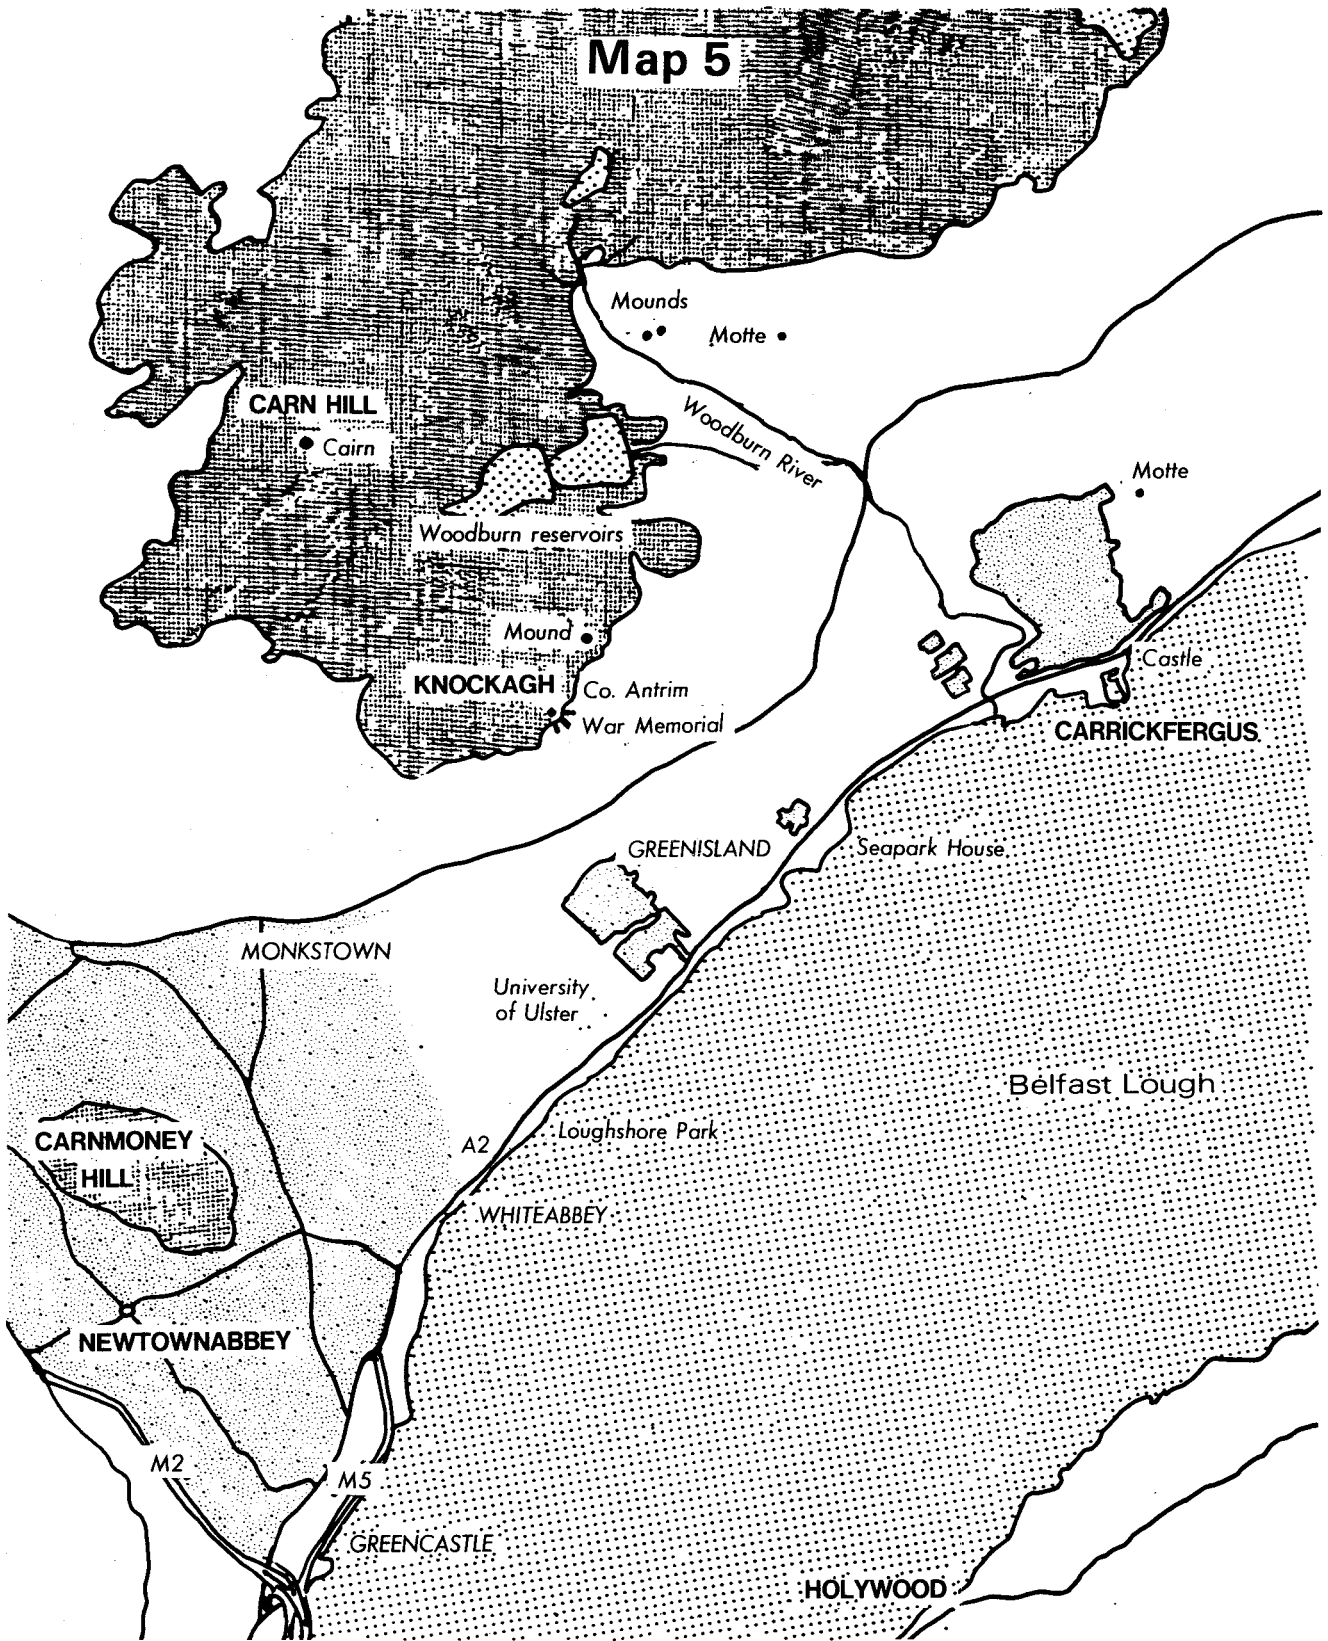 Map 5
Mounds
Motte
CARN HILL
Cairn
Woodburn River
Motte
Woodburn reservoirs
Mound
Castle
KNOCKAGH
Co. Antrim
War Memorial
CARRICKFERGUS
GREENISLAND
Seapark House
MONKSTOWN
University
of Ulster
Belfast Lough
CARNMONEY
HILL
A2
Loughshore Park
WHITEABBEY
NEWTOWNABBEY
M2
M5
GREENCASTLE
HOLYWOOD